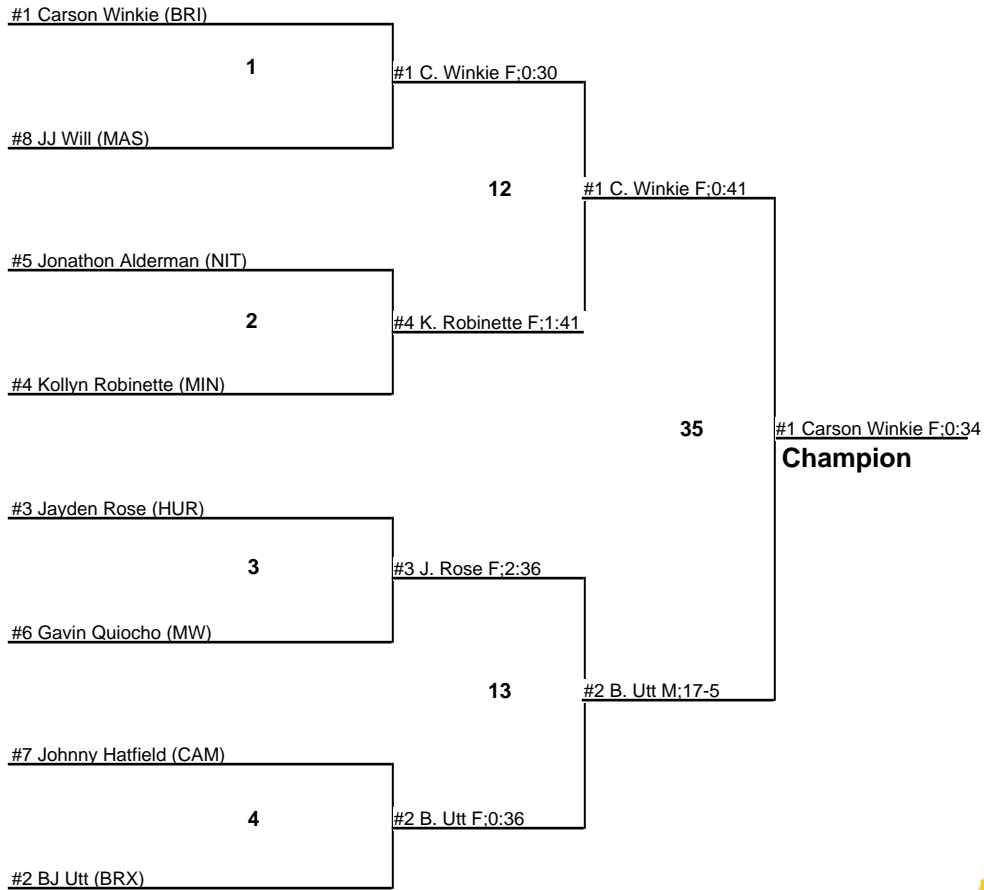 #1 Carson Winkie (BRI)
1
#1 C. Winkie F;0:30
#8 JJ Will (MAS)
12
#1 C. Winkie F;0:41
#5 Jonathon Alderman (NIT)
2
#4 K. Robinette F;1:41
#4 Kollyn Robinette (MIN)
35
#1 Carson Winkie F;0:34
Champion
#3 Jayden Rose (HUR)
3
#3 J. Rose F;2:36
#6 Gavin Quiocho (MW)
13
#2 B. Utt M;17-5
#7 Johnny Hatfield (CAM)
4
#2 B. Utt F;0:36
#2 BJ Utt (BRX)